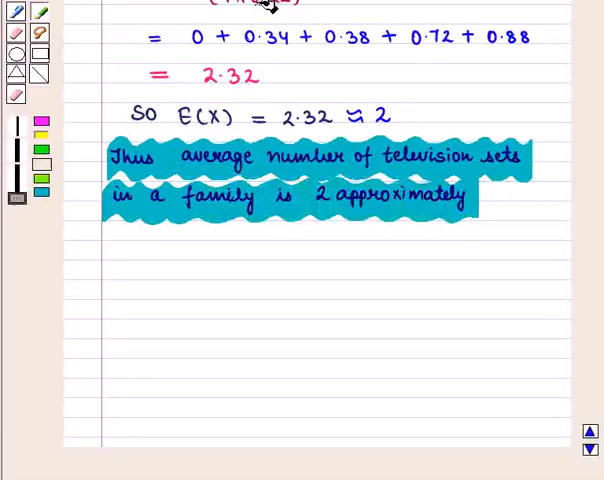 = 0 + 0.34 + 0.38 + 0.72 + 0.88
= 2.32
So E(X) = 2.32 ≈ 2
Thus average number of television sets
in a family is 2 approximately